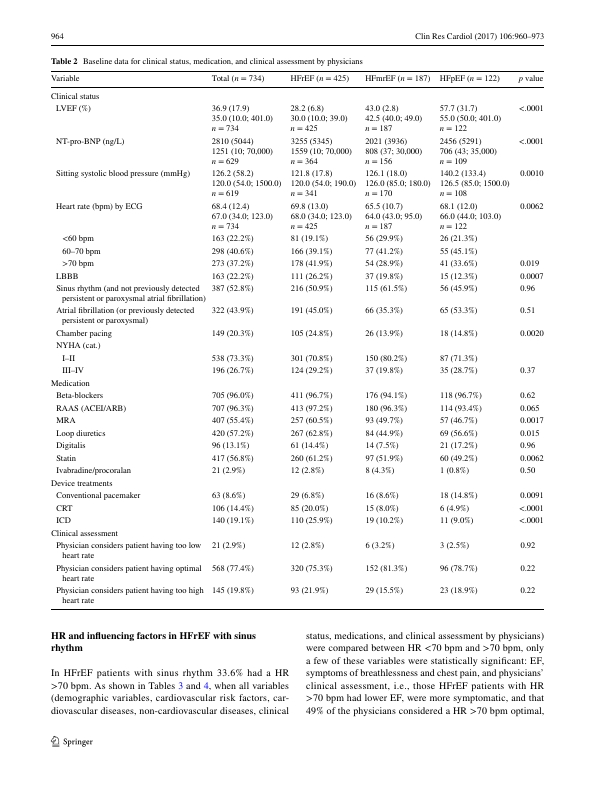 964 Clin Res Cardiol (2017) 106:960–973
Table 2 Baseline data for clinical status, medication, and clinical assessment by physicians
Variable Total (n = 734) HFrEF (n = 425) HFmrEF (n = 187) HFpEF (n = 122) p value
Clinical status
LVEF (%) 36.9 (17.9) 28.2 (6.8) 43.0 (2.8) 57.7 (31.7) <.0001
35.0 (10.0; 401.0) 30.0 (10.0; 39.0) 42.5 (40.0; 49.0) 55.0 (50.0; 401.0)
n = 734 n = 425 n = 187 n = 122
NT-pro-BNP (ng/L) 2810 (5044) 3255 (5345) 2021 (3936) 2456 (5291) <.0001
1251 (10; 70,000) 1559 (10; 70,000) 808 (37; 30,000) 706 (43; 35,000)
n = 629 n = 364 n = 156 n = 109
Sitting systolic blood pressure (mmHg) 126.2 (58.2) 121.8 (17.8) 126.1 (18.0) 140.2 (133.4) 0.0010
120.0 (54.0; 1500.0) 120.0 (54.0; 190.0) 126.0 (85.0; 180.0) 126.5 (85.0; 1500.0)
n = 619 n = 341 n = 170 n = 108
Heart rate (bpm) by ECG 68.4 (12.4) 69.8 (13.0) 65.5 (10.7) 68.1 (12.0) 0.0062
67.0 (34.0; 123.0) 68.0 (34.0; 123.0) 64.0 (43.0; 95.0) 66.0 (44.0; 103.0)
n = 734 n = 425 n = 187 n = 122
<60 bpm 163 (22.2%) 81 (19.1%) 56 (29.9%) 26 (21.3%)
60–70 bpm 298 (40.6%) 166 (39.1%) 77 (41.2%) 55 (45.1%)
>70 bpm 273 (37.2%) 178 (41.9%) 54 (28.9%) 41 (33.6%) 0.019
LBBB 163 (22.2%) 111 (26.2%) 37 (19.8%) 15 (12.3%) 0.0007
Sinus rhythm (and not previously detected 387 (52.8%) 216 (50.9%) 115 (61.5%) 56 (45.9%) 0.96
persistent or paroxysmal atrial fibrillation)
Atrial fibrillation (or previously detected 322 (43.9%) 191 (45.0%) 66 (35.3%) 65 (53.3%) 0.51
persistent or paroxysmal)
Chamber pacing 149 (20.3%) 105 (24.8%) 26 (13.9%) 18 (14.8%) 0.0020
NYHA (cat.)
I–II 538 (73.3%) 301 (70.8%) 150 (80.2%) 87 (71.3%)
III–IV 196 (26.7%) 124 (29.2%) 37 (19.8%) 35 (28.7%) 0.37
Medication
Beta-blockers 705 (96.0%) 411 (96.7%) 176 (94.1%) 118 (96.7%) 0.62
RAAS (ACEI/ARB) 707 (96.3%) 413 (97.2%) 180 (96.3%) 114 (93.4%) 0.065
MRA 407 (55.4%) 257 (60.5%) 93 (49.7%) 57 (46.7%) 0.0017
Loop diuretics 420 (57.2%) 267 (62.8%) 84 (44.9%) 69 (56.6%) 0.015
Digitalis 96 (13.1%) 61 (14.4%) 14 (7.5%) 21 (17.2%) 0.96
Statin 417 (56.8%) 260 (61.2%) 97 (51.9%) 60 (49.2%) 0.0062
Ivabradine/procoralan 21 (2.9%) 12 (2.8%) 8 (4.3%) 1 (0.8%) 0.50
Device treatments
Conventional pacemaker 63 (8.6%) 29 (6.8%) 16 (8.6%) 18 (14.8%) 0.0091
CRT 106 (14.4%) 85 (20.0%) 15 (8.0%) 6 (4.9%) <.0001
ICD 140 (19.1%) 110 (25.9%) 19 (10.2%) 11 (9.0%) <.0001
Clinical assessment
Physician considers patient having too low 21 (2.9%) 12 (2.8%) 6 (3.2%) 3 (2.5%) 0.92
heart rate
Physician considers patient having optimal 568 (77.4%) 320 (75.3%) 152 (81.3%) 96 (78.7%) 0.22
heart rate
Physician considers patient having too high 145 (19.8%) 93 (21.9%) 29 (15.5%) 23 (18.9%) 0.22
heart rate
HR and influencing factors in HFrEF with sinus
rhythm
In HFrEF patients with sinus rhythm 33.6% had a HR
>70 bpm. As shown in Tables 3 and 4, when all variables
(demographic variables, cardiovascular risk factors, car-
diovascular diseases, non-cardiovascular diseases, clinical
status, medications, and clinical assessment by physicians)
were compared between HR <70 bpm and >70 bpm, only
a few of these variables were statistically significant: EF,
symptoms of breathlessness and chest pain, and physicians’
clinical assessment, i.e., those HFrEF patients with HR
>70 bpm had lower EF, were more symptomatic, and that
49% of the physicians considered a HR >70 bpm optimal,
Springer